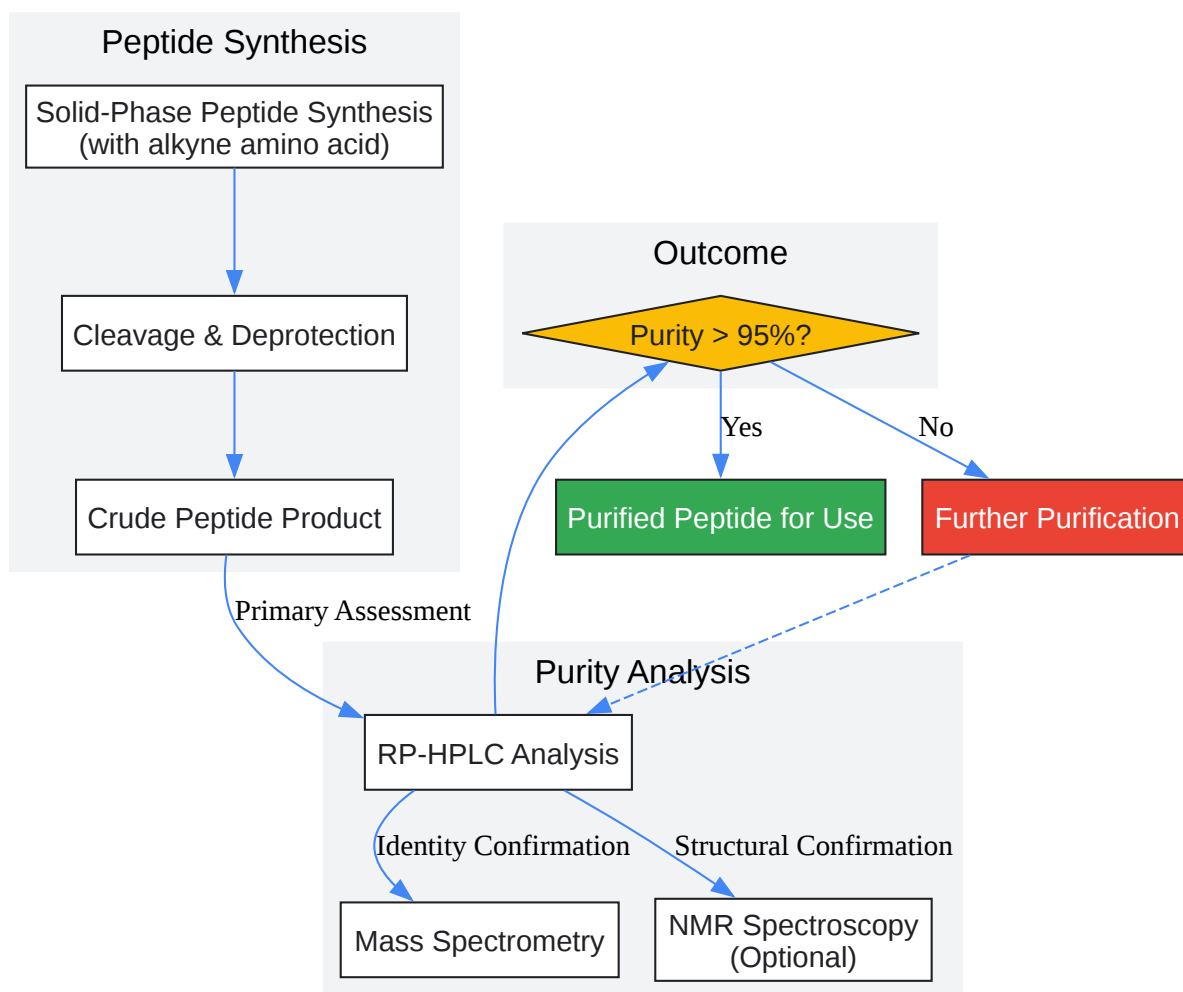 Peptide Synthesis
Solid-Phase Peptide Synthesis
(with alkyne amino acid)
Cleavage & Deprotection
Crude Peptide Product
Primary Assessment
Outcome
Purity > 95%?
Yes
No
Purified Peptide for Use
Further Purification
Purity Analysis
RP-HPLC Analysis
Identity Confirmation
Structural Confirmation
Mass Spectrometry
NMR Spectroscopy
(Optional)